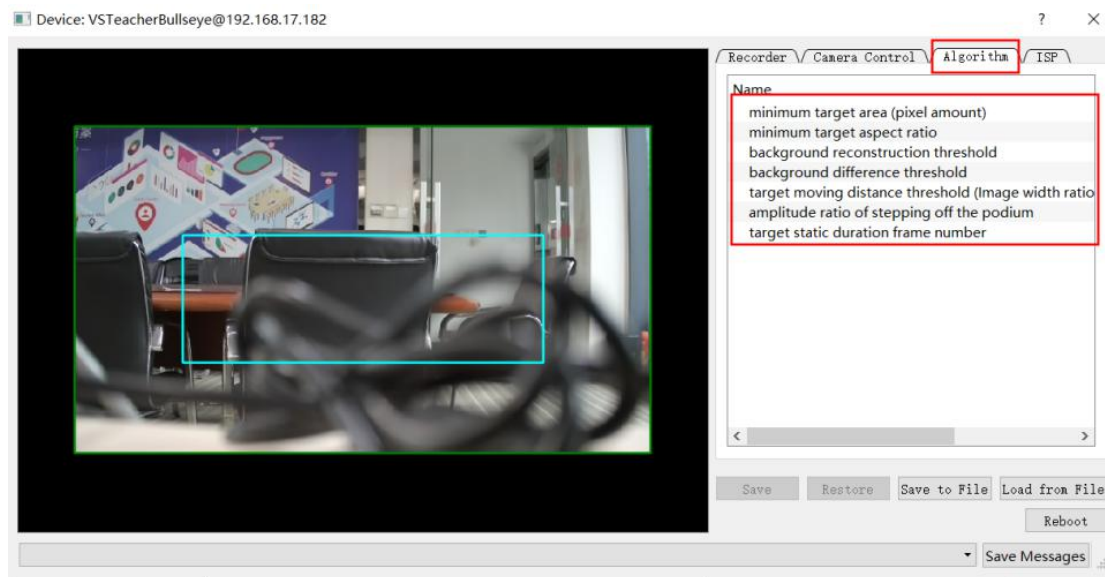 Device: VSTeacherBullseye@192.168.17.182
Recorder Camera Control Algorithm ISP
Name
minimum target area (pixel amount)
minimum target aspect ratio
background reconstruction threshold
background difference threshold
target moving distance threshold (Image width ratio
amplitude ratio of stepping off the podium
target static duration frame number
Save Restore Save to File Load from File
Reboot
Save Messages